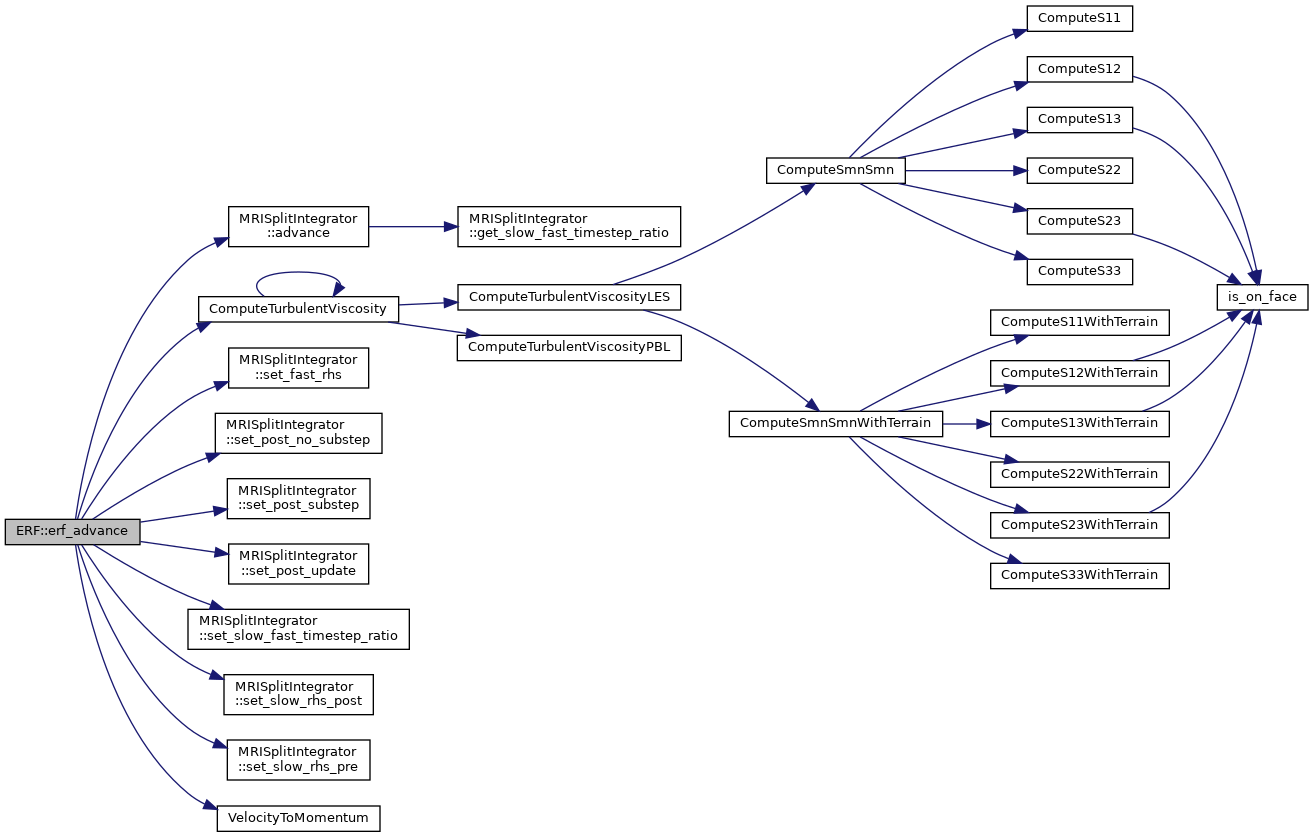 ERF::erf_advance
MRISplitIntegrator
::advance
ComputeTurbulentViscosity
MRISplitIntegrator
::set_fast_rhs
MRISplitIntegrator
::set_post_no_substep
MRISplitIntegrator
::set_post_substep
MRISplitIntegrator
::set_post_update
MRISplitIntegrator
::set_slow_fast_timestep_ratio
MRISplitIntegrator
::set_slow_rhs_post
MRISplitIntegrator
::set_slow_rhs_pre
VelocityToMomentum
MRISplitIntegrator
::get_slow_fast_timestep_ratio
ComputeTurbulentViscosityLES
ComputeTurbulentViscosityPBL
ComputeSmnSmn
ComputeSmnSmnWithTerrain
ComputeS11
ComputeS12
ComputeS13
ComputeS22
ComputeS23
ComputeS33
ComputeS11WithTerrain
ComputeS12WithTerrain
ComputeS13WithTerrain
ComputeS22WithTerrain
ComputeS23WithTerrain
ComputeS33WithTerrain
is_on_face